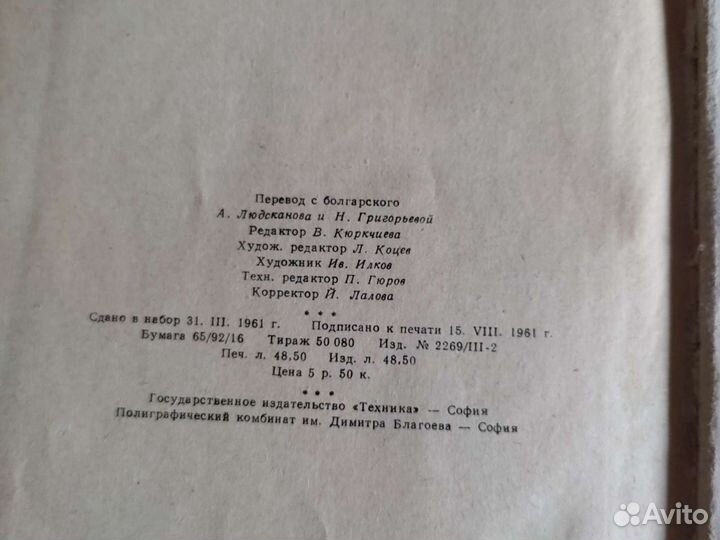 Перевод с болгарского
А. Людсканова и Н. Григорьевой
Редактор В. Кюркчиева
Худож. редактор Л. Коцев
Художник Ив. Илков
Техн. редактор П. Гюров
Корректор Й. Лалова
* * *
Сдано в набор 31. III. 1961 г. Подписано к печати 15. VIII. 1961 г.
Бумага 65/92/16 Тираж 50 080 Изд. № 2269/III-2
Печ. л. 48,50 Изд. л. 48,50
Цена 5 р. 50 к.
* * *
Государственное издательство «Техника» — София
Полиграфический комбинат им. Димитра Благоева — София
Avito